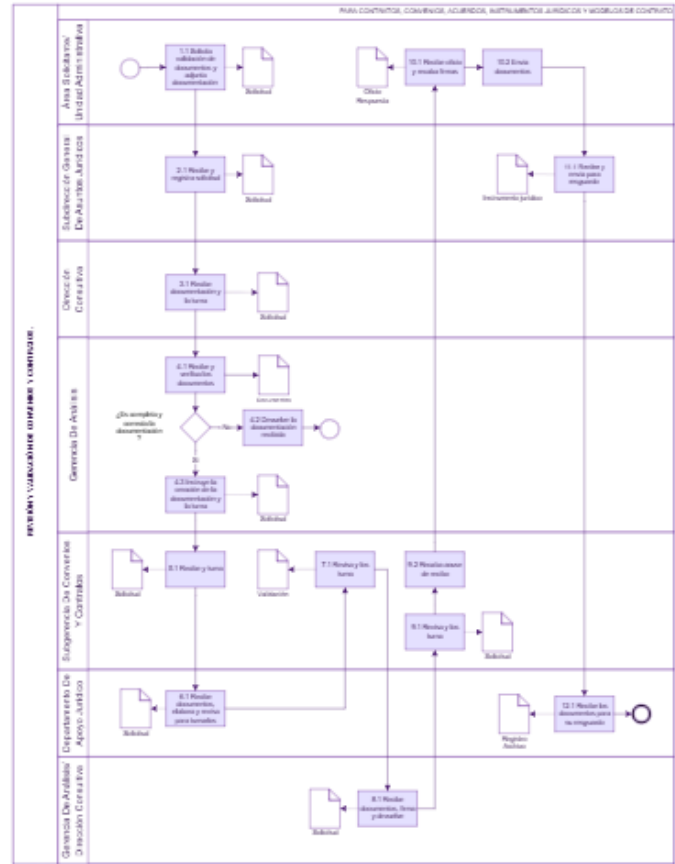 PARA CONTRATOS, CONVENIOS, ACUERDOS, INSTRUMENTOS JURÍDICOS Y MODELOS DE CONTRATO
REVISIÓN Y VALIDACIÓN DE CONVENIOS Y CONTRATOS.
Área Solicitante/
Unidad Administrativa
1.1 Solicita
validación de
documentos y
adjunta
documentación
Solicitud
Oficio
Respuesta
10.1 Recibe oficio
y recaba firmas
10.2 Envía
documentos
Subdirección General
De Asuntos Jurídicos
2.1 Recibe y
registra solicitud
Solicitud
Instrumento jurídico
11.1 Recibe y
envía para
resguardo
Dirección
Consultiva
3.1 Recibe
documentación y
la turna
Solicitud
Gerencia De Análisis
4.1 Recibe y
verifica los
documentos
Documentos
¿Es completa y
correcta la
documentación
?
No
4.2 Devuelve la
documentación
recibida
Si
4.3 Instruye la
revisión de la
documentación y
la turna
Solicitud
Subgerencia De Convenios
Y Contratos
Solicitud
5.1 Recibe y turna
Validación
7.1 Revisa y los
turna
9.2 Recaba acuse
de recibo
9.1 Revisa y los
turna
Solicitud
Departamento De
Apoyo Jurídico
Solicitud
6.1 Recibe
documentos,
elabora y revisa
para turnarlos
Registro
Archivo
12.1 Recibe los
documentos para
su resguardo
Gerencia De Análisis/
Dirección Consultiva
Solicitud
8.1 Recibe
documentos, firma
y devuelve